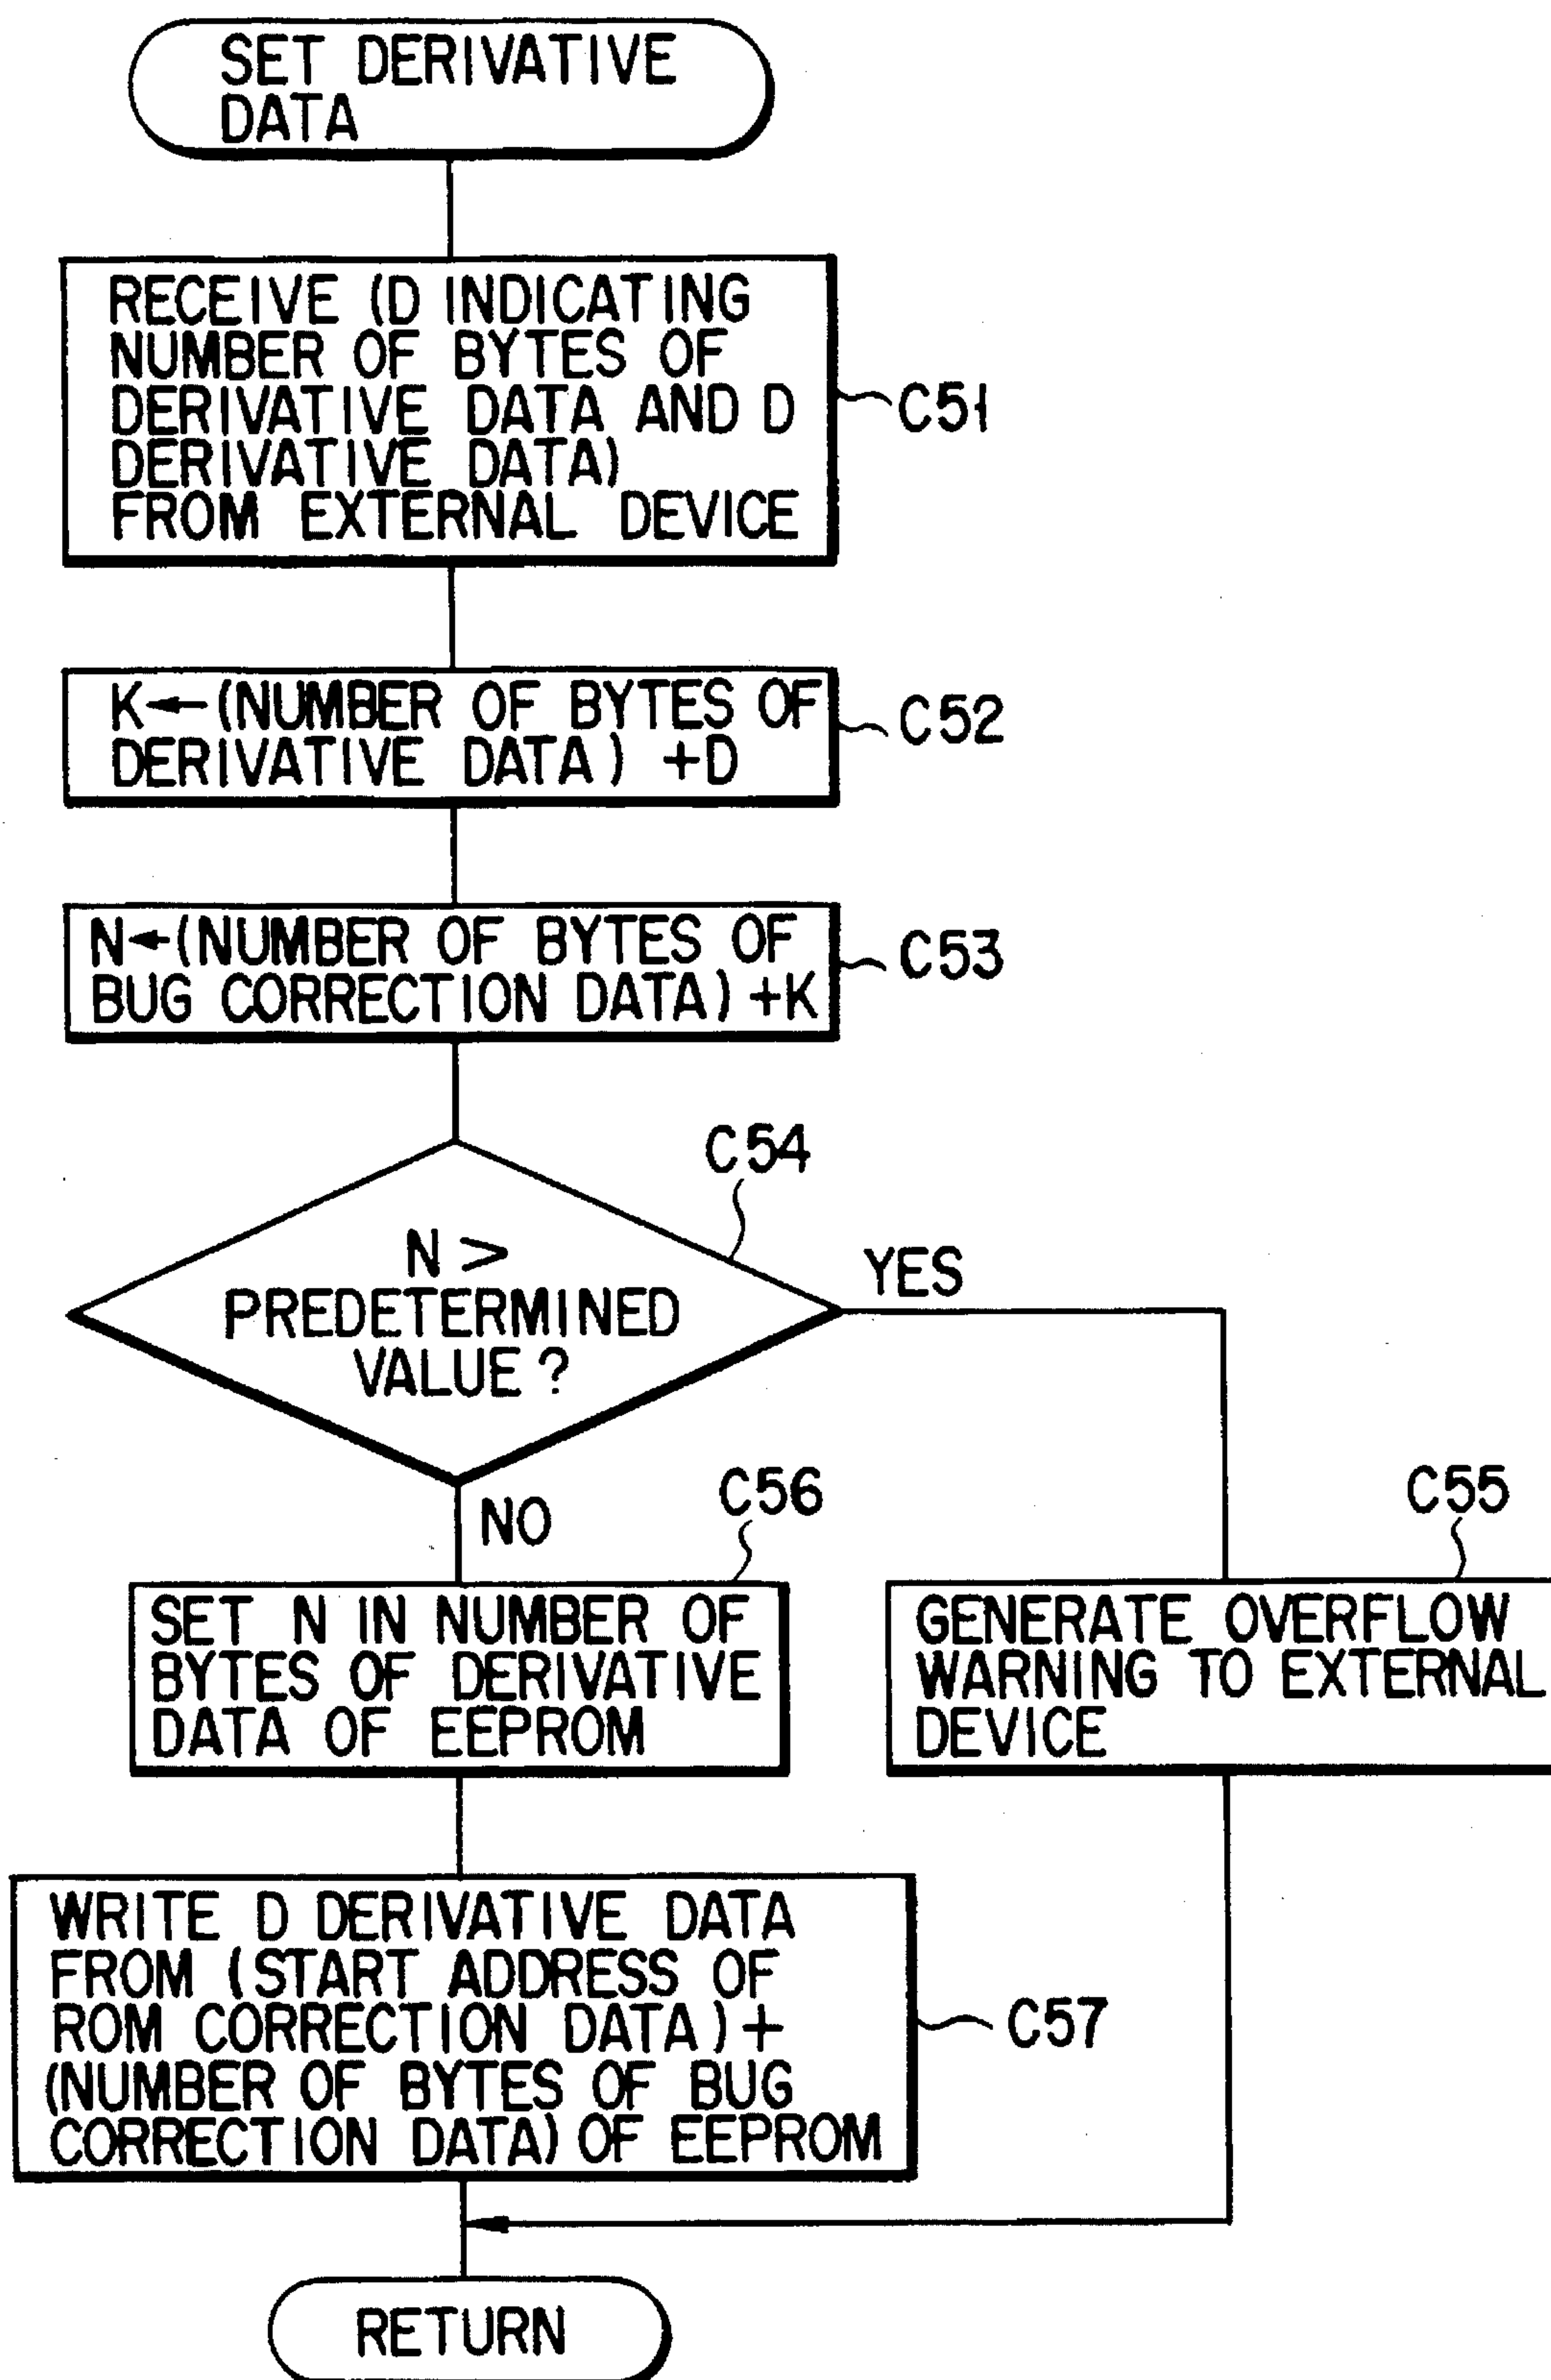 SET DERIVATIVE
DATA
RECEIVE (D INDICATING
NUMBER OF BYTES OF
DERIVATIVE DATA AND D
DERIVATIVE DATA)
FROM EXTERNAL DEVICE
C51
K←(NUMBER OF BYTES OF
DERIVATIVE DATA) +D
C52
N←(NUMBER OF BYTES OF
BUG CORRECTION DATA)+K
C53
C54
N >
PREDETERMINED
VALUE?
YES
NO
C56
SET N IN NUMBER OF
BYTES OF DERIVATIVE
DATA OF EEPROM
C55
GENERATE OVERFLOW
WARNING TO EXTERNAL
DEVICE
WRITE D DERIVATIVE DATA
FROM (START ADDRESS OF
ROM CORRECTION DATA)+
(NUMBER OF BYTES OF BUG
CORRECTION DATA) OF EEPROM
C57
RETURN